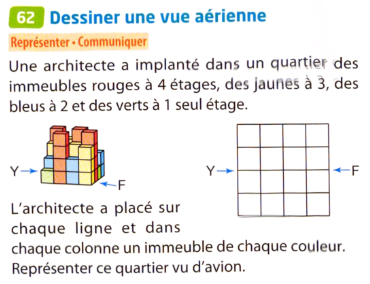 62 Dessiner une vue aérienne
Représenter • Communiquer
Une architecte a implanté dans un quartier des
immeubles rouges à 4 étages, des jaunes à 3, des
bleus à 2 et des verts à 1 seul étage.
Y F
Y F
L'architecte a placé sur
chaque ligne et dans
chaque colonne un immeuble de chaque couleur.
Représenter ce quartier vu d'avion.